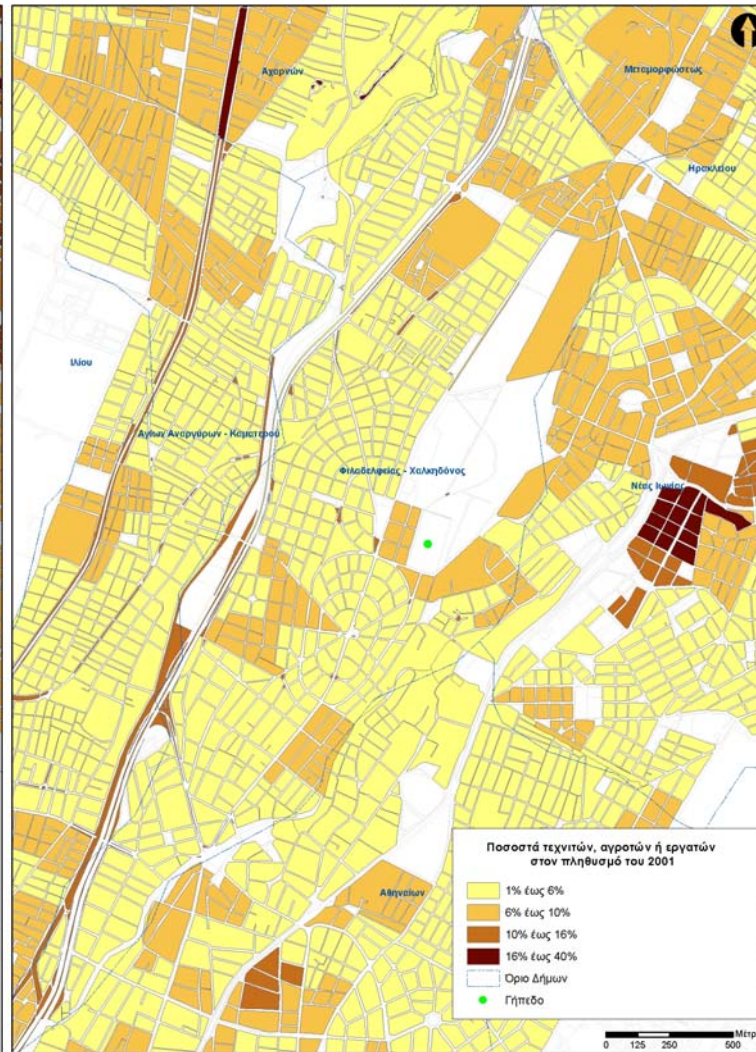 Αχαρνών
Μεταμορφώσεως
Ηρακλείου
Ιλίου
Αγίων Αναργύρων - Καματερού
Φιλαδελφείας - Χαλκηδόνος
Νέας Ιωνίας
Αθηναίων
Ποσοστά τεχνιτών, αγροτών ή εργατών
στον πληθυσμό του 2001
1% έως 6%
6% έως 10%
10% έως 16%
16% έως 40%
Όριο Δήμων
Γήπεδο
Μέτρ
0 125 250 500